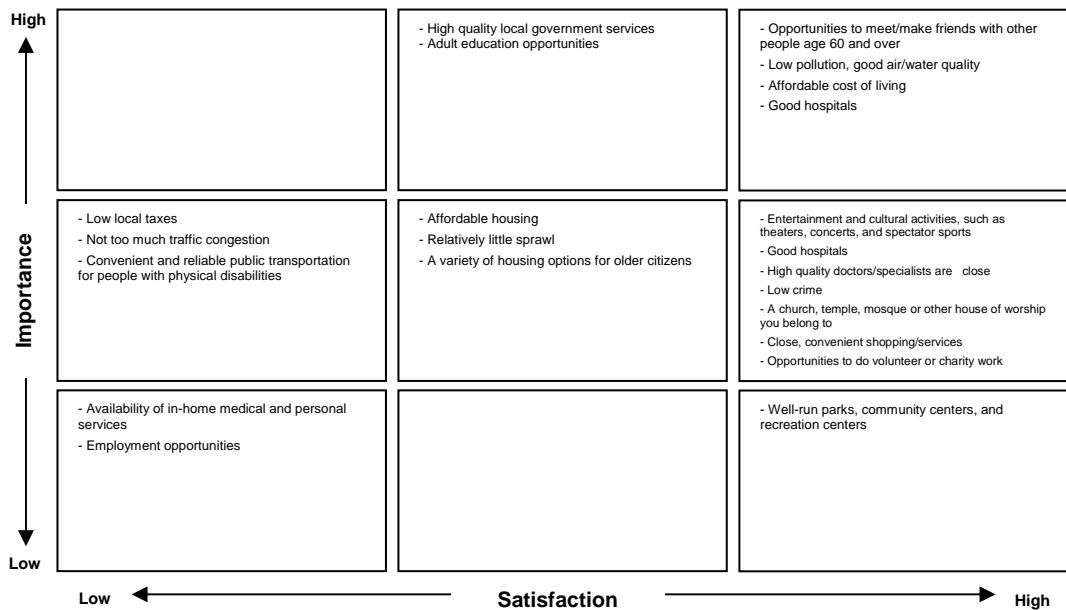 High
- High quality local government services
- Adult education opportunities
- Opportunities to meet/make friends with other
people age 60 and over
- Low pollution, good air/water quality
- Affordable cost of living
- Good hospitals
Importance
- Low local taxes
- Not too much traffic congestion
- Convenient and reliable public transportation
for people with physical disabilities
- Affordable housing
- Relatively little sprawl
- A variety of housing options for older citizens
- Entertainment and cultural activities, such as
theaters, concerts, and spectator sports
- Good hospitals
- High quality doctors/specialists are close
- Low crime
- A church, temple, mosque or other house of worship
you belong to
- Close, convenient shopping/services
- Opportunities to do volunteer or charity work
- Availability of in-home medical and personal
services
- Employment opportunities
- Well-run parks, community centers, and
recreation centers
Low
Low
Satisfaction
High